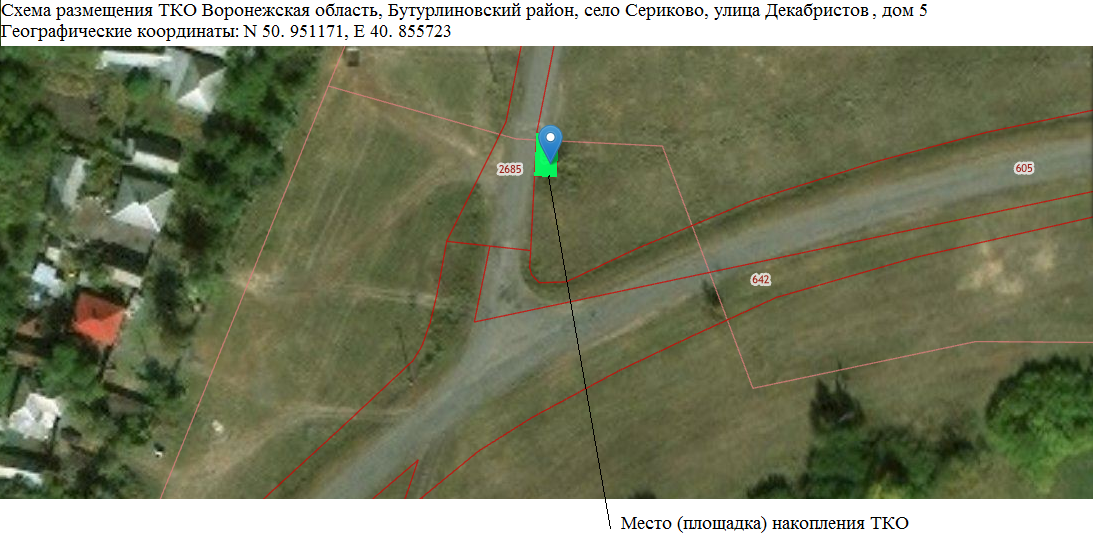 Схема размещения ТКО Воронежская область, Бутурлиновский район, село Сериково, улица Декабристов , дом 5
Географические координаты: N 50. 951171, E 40. 855723
2685
605
642
Место (площадка) накопления ТКО